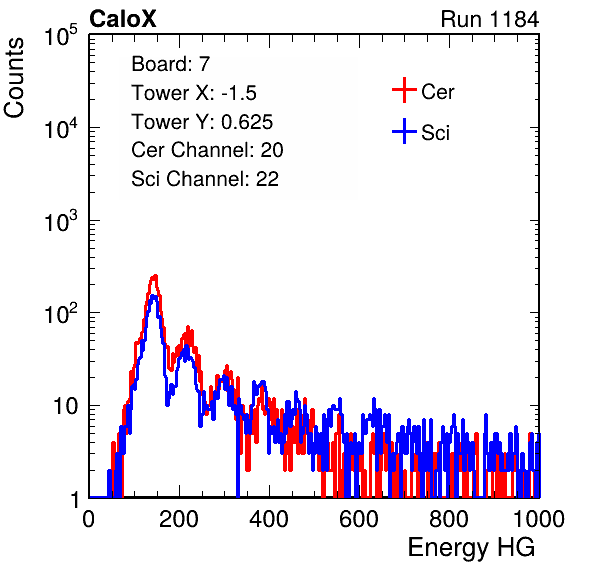 CaloX Run 1184
Counts
10^5
10^4
10^3
10^2
10
1
Board: 7
Tower X: -1.5
Tower Y: 0.625
Cer Channel: 20
Sci Channel: 22
Cer
Sci
0 200 400 600 800 1000
Energy HG